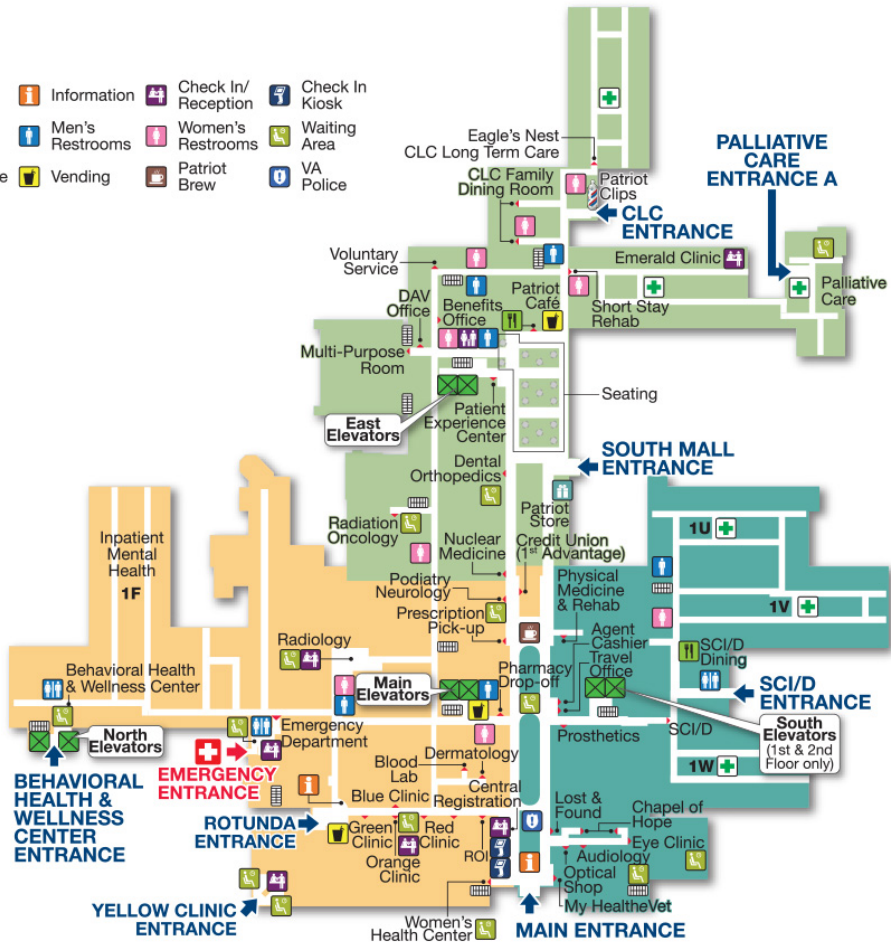 Information
Check In/
Reception
Check In
Kiosk
Men's
Restrooms
Women's
Restrooms
Waiting
Area
e
Vending
Patriot
Brew
VA
Police
Eagle's Nest
CLC Long Term Care
CLC Family
Dining Room
Patriot
Clips
CLC
ENTRANCE
PALLIATIVE
CARE
ENTRANCE A
Voluntary
Service
Emerald Clinic
Palliative
Care
DAV
Office
Benefits
Office
Patriot
Café
Short Stay
Rehab
Multi-Purpose
Room
Seating
East
Elevators
Patient
Experience
Center
SOUTH MALL
ENTRANCE
Dental
Orthopedics
Patriot
Store
Radiation
Oncology
Nuclear
Medicine
Credit Union
(1st Advantage)
1U
Inpatient
Mental
Health
1F
Podiatry
Neurology
Physical
Medicine
& Rehab
1V
Prescription
Pick-up
Radiology
Agent
Cashier
Travel
Office
SCI/D
Dining
Behavioral Health
& Wellness Center
Main
Elevators
Pharmacy
Drop-off
SCI/D
ENTRANCE
North
Elevators
Emergency
Department
Prosthetics
SCI/D
South
Elevators
(1st & 2nd
Floor only)
EMERGENCY
ENTRANCE
Dermatology
Blood
Lab
1W
BEHAVIORAL
HEALTH &
WELLNESS
CENTER
ENTRANCE
Blue Clinic
Central
Registration
Lost &
Found
Chapel of
Hope
ROTUNDA
ENTRANCE
Green
Clinic
Red
Clinic
Orange
Clinic
ROI
Eye Clinic
Audiology
Optical
Shop
My HealtheVet
YELLOW CLINIC
ENTRANCE
Women's
Health Center
MAIN ENTRANCE